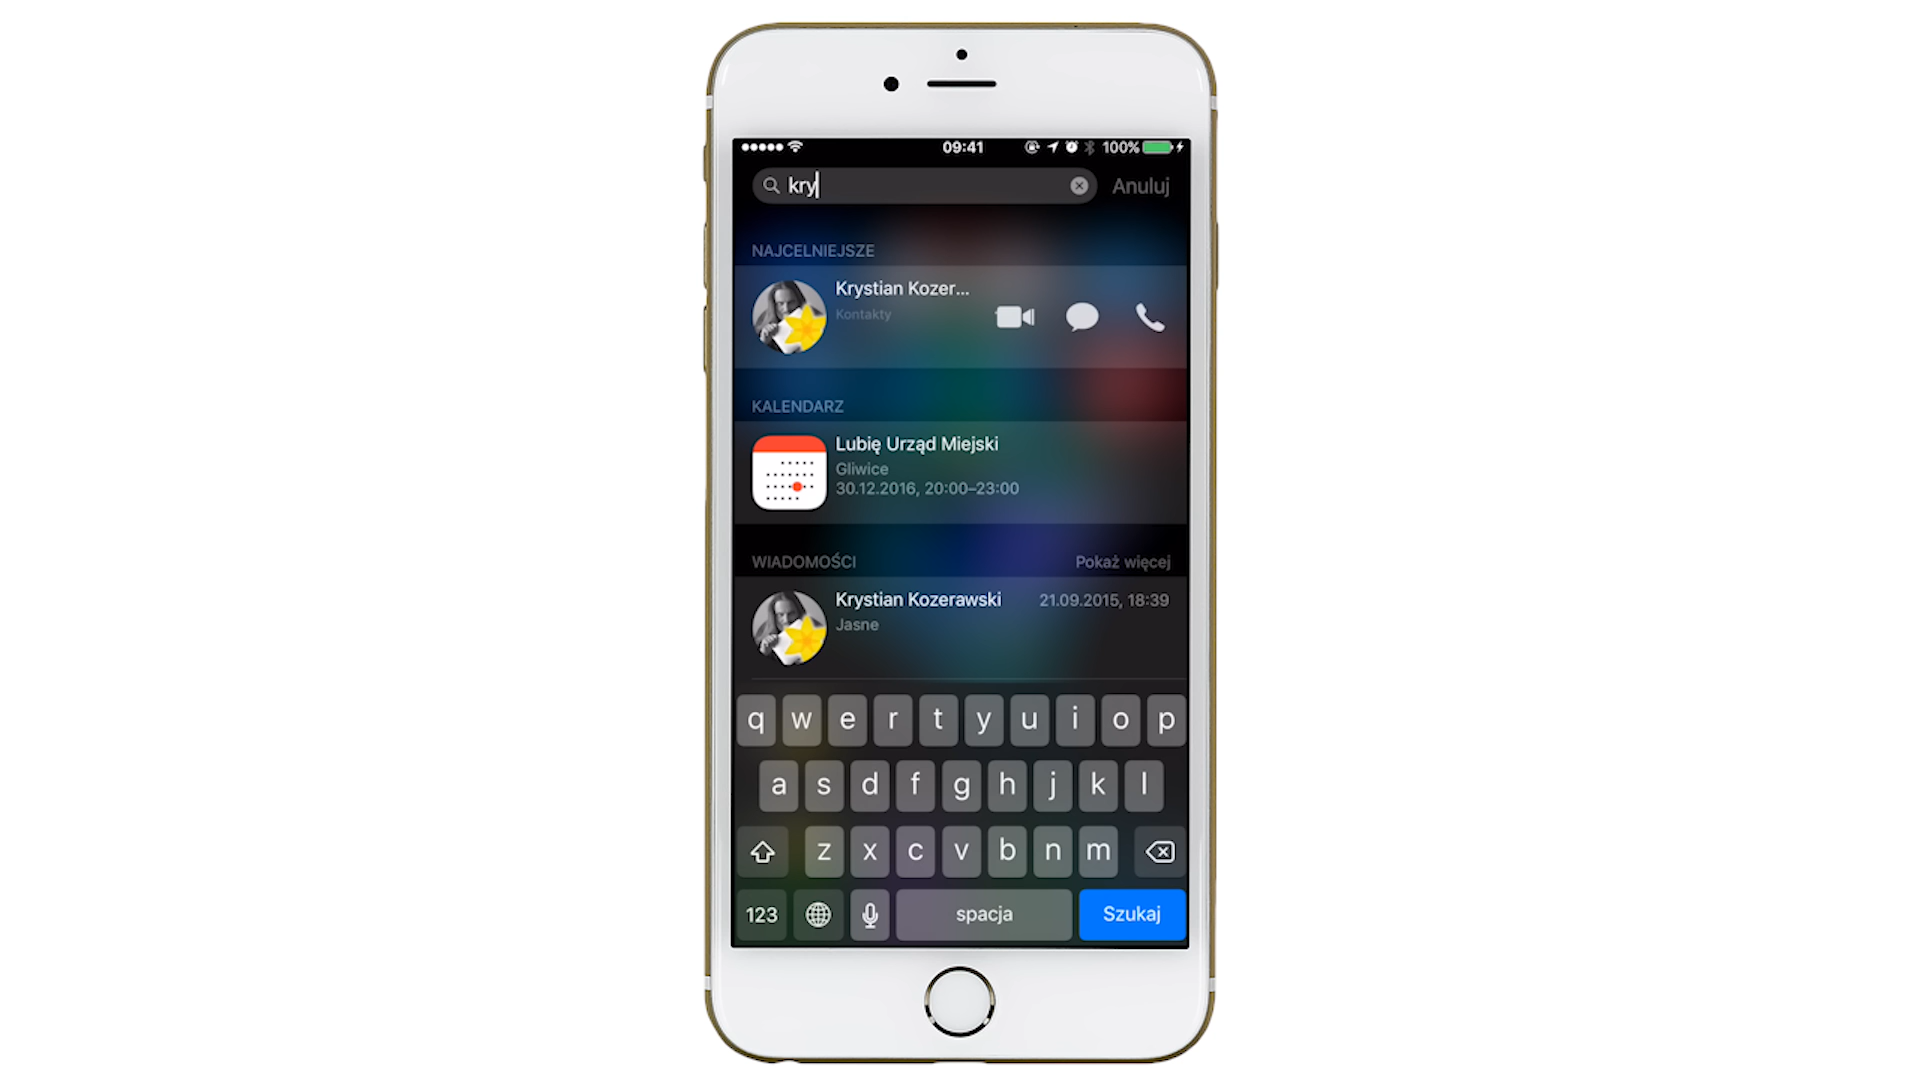 09:41 100%
kry Anuluj
NAJCELNIEJSZE
Krystian Kozer...
Kontakty
KALENDARZ
Lubię Urząd Miejski
Gliwice
30.12.2016, 20:00–23:00
WIADOMOŚCI Pokaż więcej
Krystian Kozerawski 21.09.2015, 18:39
Jasne
q w e r t y u i o p
a s d f g h j k l
z x c v b n m
123 spacja Szukaj